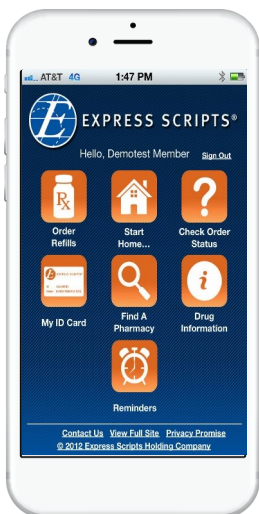 AT&T 4G 1:47 PM
EXPRESS SCRIPTS®
Hello, Demotest Member Sign Out
Order
Refills
Start
Home...
Check Order
Status
My ID Card
Find A
Pharmacy
Drug
Information
Reminders
Contact Us View Full Site Privacy Promise
© 2012 Express Scripts Holding Company